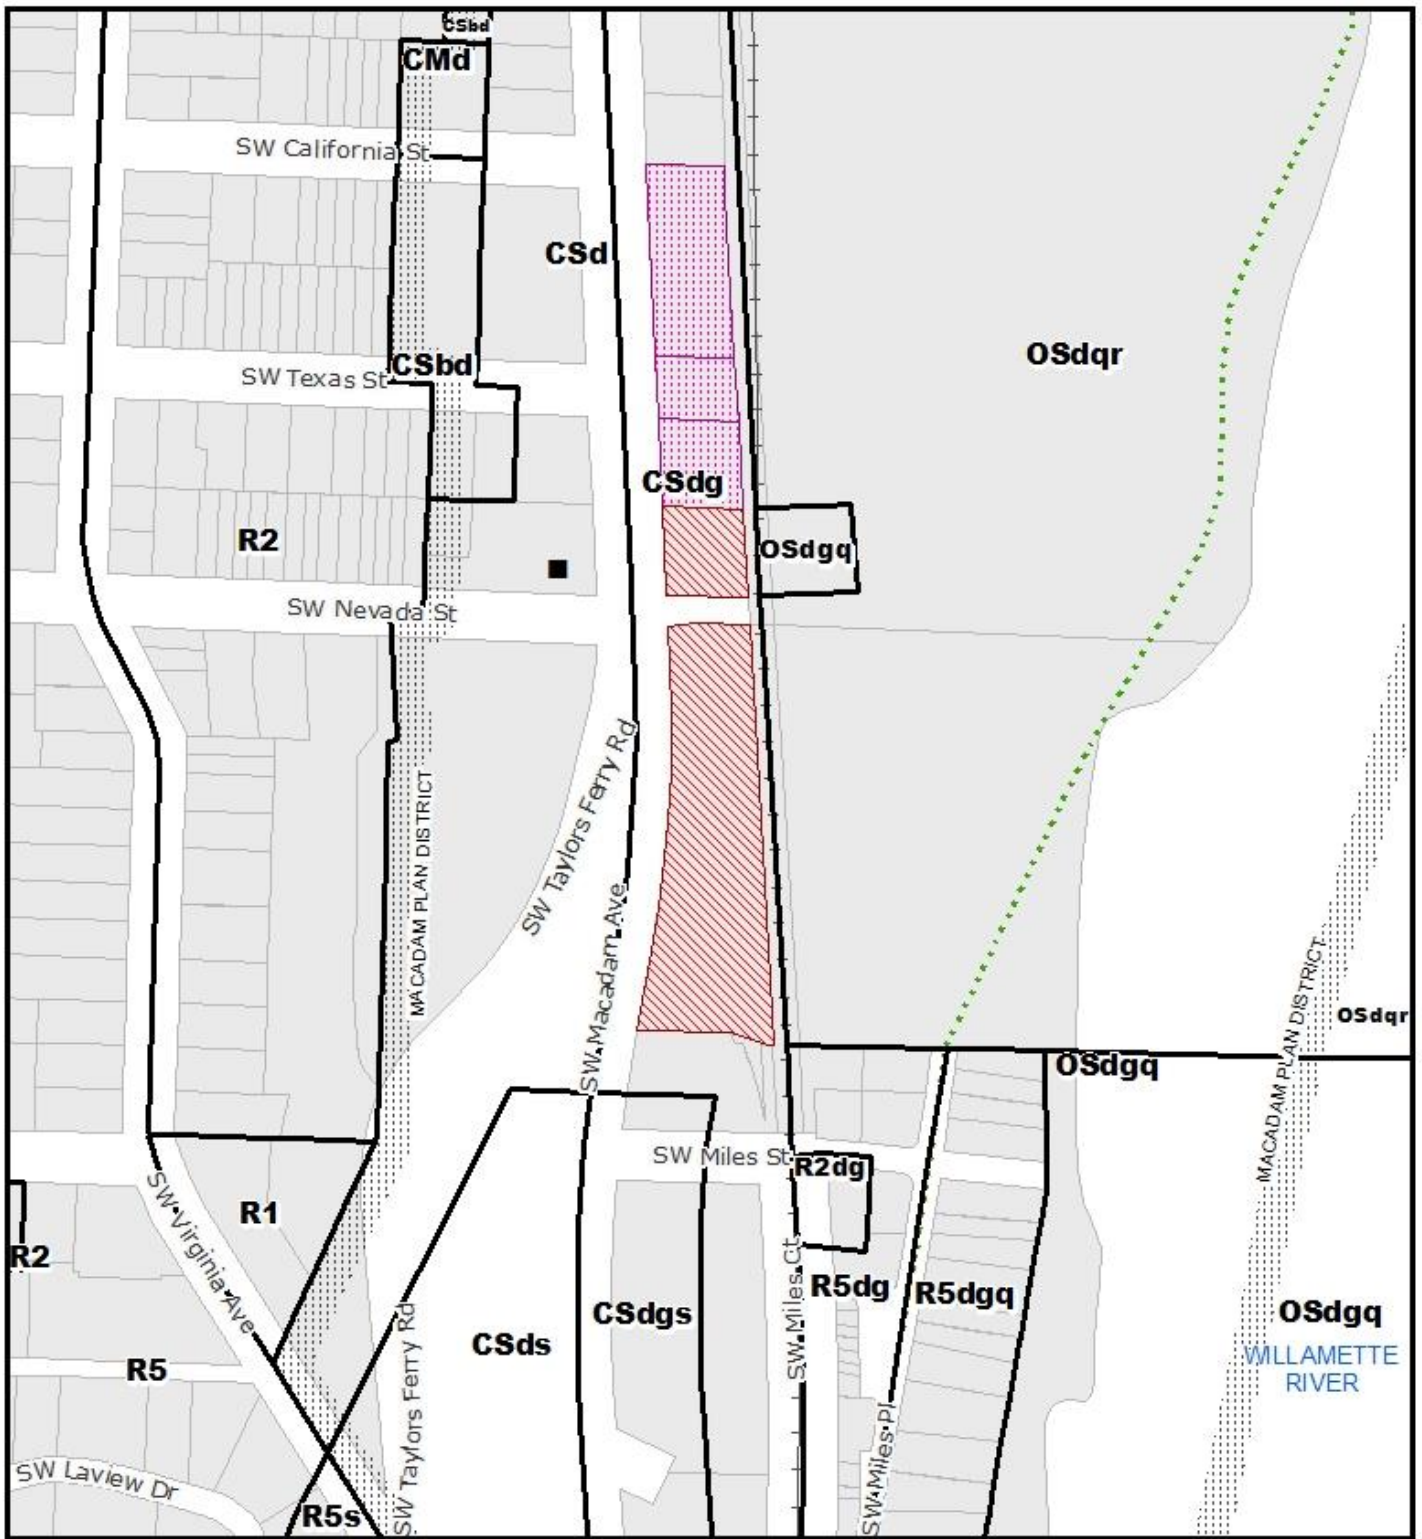 CSbd
CMd
SW California St
CSd
CSbd
SW Texas St
OSdqr
CSdg
R2
OSdgq
SW Nevada St
SW Taylors Ferry Rd
MACADAM PLAN DISTRICT
SW Macadam Ave
MACADAM PLAN DISTRICT
OSdqr
OSdgq
SW Miles St
R2dg
SW Virginia Ave
R1
R2
SW Miles Ct
R5dg
R5dgq
CSdgs
OSdgq
CSds
WILLAMETTE
RIVER
R5
SW Taylors Ferry Rd
SW Miles Pl
SW Laview Dr
R5s